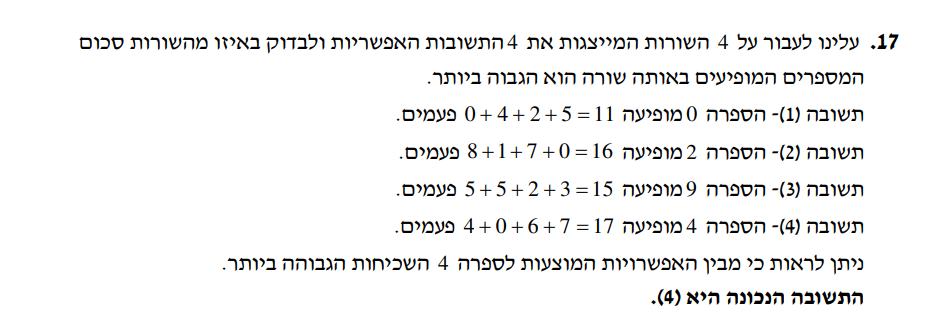 17. עלינו לעבור על 4 השורות המייצגות את 4 התשובות האפשריות ולבדוק באיזו מהשורות סכום
המספרים המופיעים באותה שורה הוא הגבוה ביותר.
תשובה (1)- הספרה 0 מופיעה 0+4+2+5=11 פעמים.
תשובה (2)- הספרה 2 מופיעה 8+1+7+0=16 פעמים.
תשובה (3)- הספרה 9 מופיעה 5+5+2+3=15 פעמים.
תשובה (4)- הספרה 4 מופיעה 4+0+6+7=17 פעמים.
ניתן לראות כי מבין האפשרויות המוצעות לספרה 4 השכיחות הגבוהה ביותר.
התשובה הנכונה היא (4).